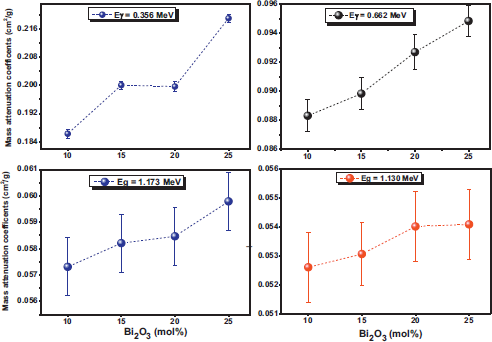 Mass attenuation coefficents (cm²/g)
0.216
0.208
0.200
0.192
0.184
Eγ = 0.356 MeV
10 15 20 25
0.096
0.094
0.092
0.090
0.088
0.086
Eγ = 0.662 MeV
10 15 20 25
Mass attenuation coefficents (cm²/g)
0.061
0.060
0.058
0.057
0.056
Eg = 1.173 MeV
10 15 20 25
Bi₂O₃ (mol%)
0.056
0.055
0.054
0.053
0.052
0.051
Eg = 1.130 MeV
10 15 20 25
Bi₂O₃ (mol%)